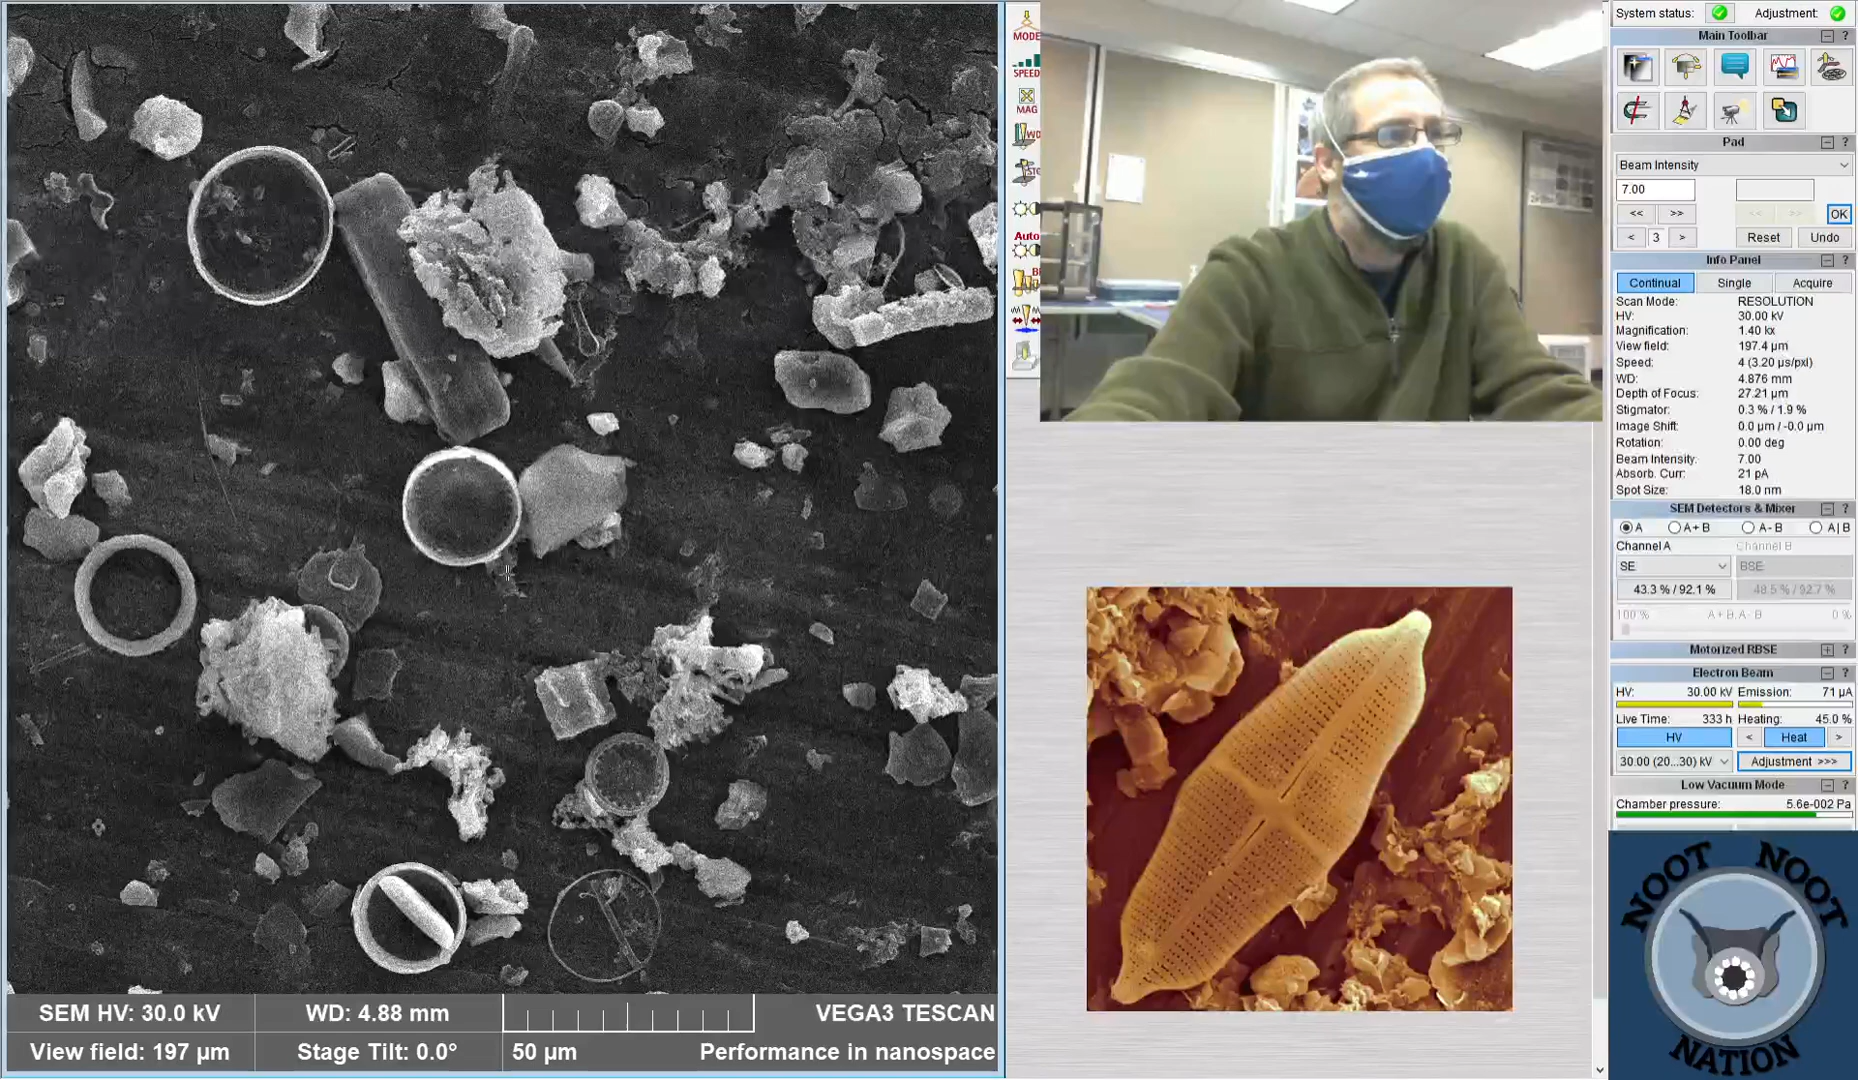 SEM HV: 30.0 kV
WD: 4.88 mm
VEGA3 TESCAN
View field: 197 µm
Stage Tilt: 0.0°
50 µm
Performance in nanospace
MODE
SPEED
MAG
WD
Auto
System status:
Adjustment:
Main Toolbar
Pad
Beam Intensity
7.00
<< >>
<< >>
OK
< 3 >
Reset
Undo
Info Panel
Continual
Single
Acquire
Scan Mode: RESOLUTION
HV: 30.00 kV
Magnification: 1.40 kx
View field: 197.4 µm
Speed: 4 (3.20 µs/pxl)
WD: 4.876 mm
Depth of Focus: 27.21 µm
Stigmator: 0.3 % / 1.9 %
Image Shift: 0.0 µm / -0.0 µm
Rotation: 0.00 deg
Beam Intensity: 7.00
Absorb. Curr: 21 pA
Spot Size: 18.0 nm
SEM Detectors & Mixer
A A + B A - B A | B
Channel A
Channel B
SE
BSE
43.3 % / 92.1 %
48.5 % / 92.7 %
100 % A + B, A - B 0 %
Motorized RBSE
Electron Beam
HV: 30.00 kV Emission: 71 µA
Live Time: 333 h Heating: 45.0 %
HV < Heat >
30.00 (20...30) kV
Adjustment >>>
Low Vacuum Mode
Chamber pressure: 5.6e-002 Pa
NOOT NOOT
NATION